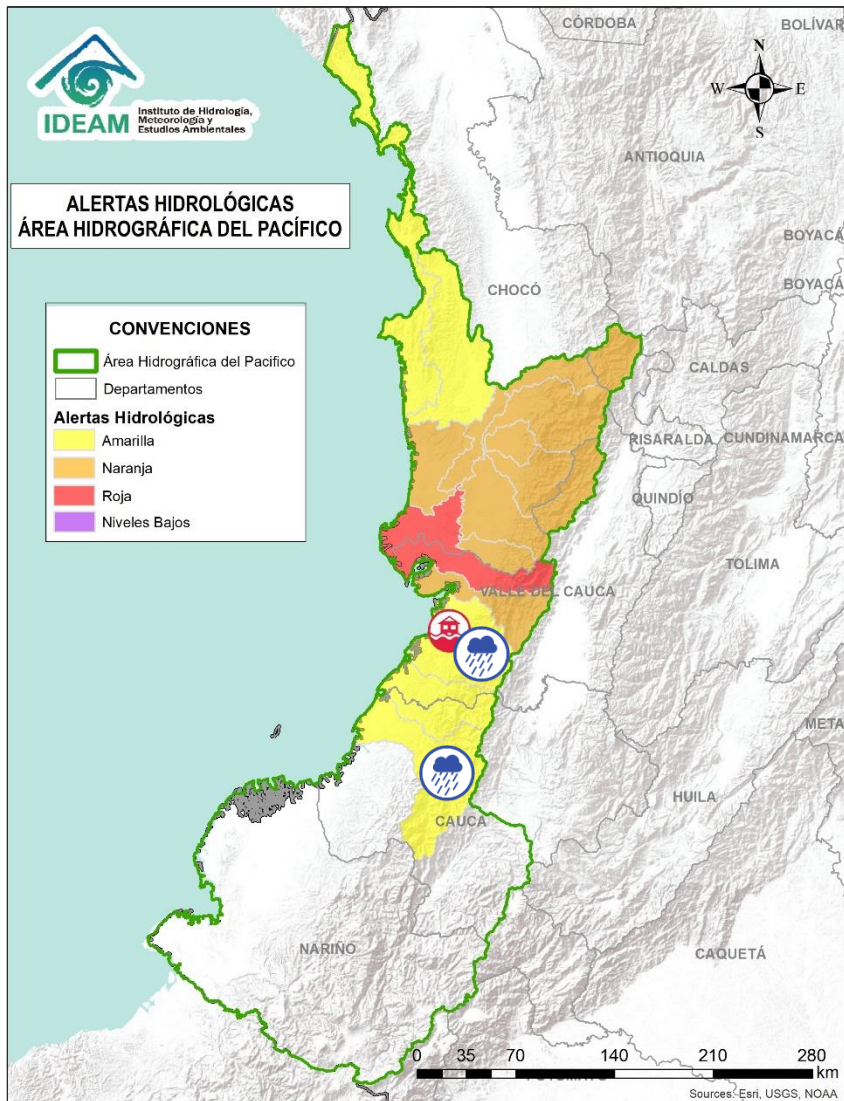 IDEAM
Instituto de Hidrología,
Meteorología y
Estudios Ambientales
ALERTAS HIDROLÓGICAS
ÁREA HIDROGRÁFICA DEL PACÍFICO
CONVENCIONES
Área Hidrográfica del Pacifico
Departamentos
Alertas Hidrológicas
Amarilla
Naranja
Roja
Niveles Bajos
N
W
E
S
CÓRDOBA
BOLÍVAR
ANTIOQUIA
BOYACÁ
CHOCÓ
BOYACÁ
CALDAS
RISARALDA
CUNDINAMARCA
QUINDÍO
TOLIMA
VALLE DEL CAUCA
META
HUILA
CAUCA
NARIÑO
CAQUETÁ
0 35 70 140 210 280
km
Sources: Esri, USGS, NOAA